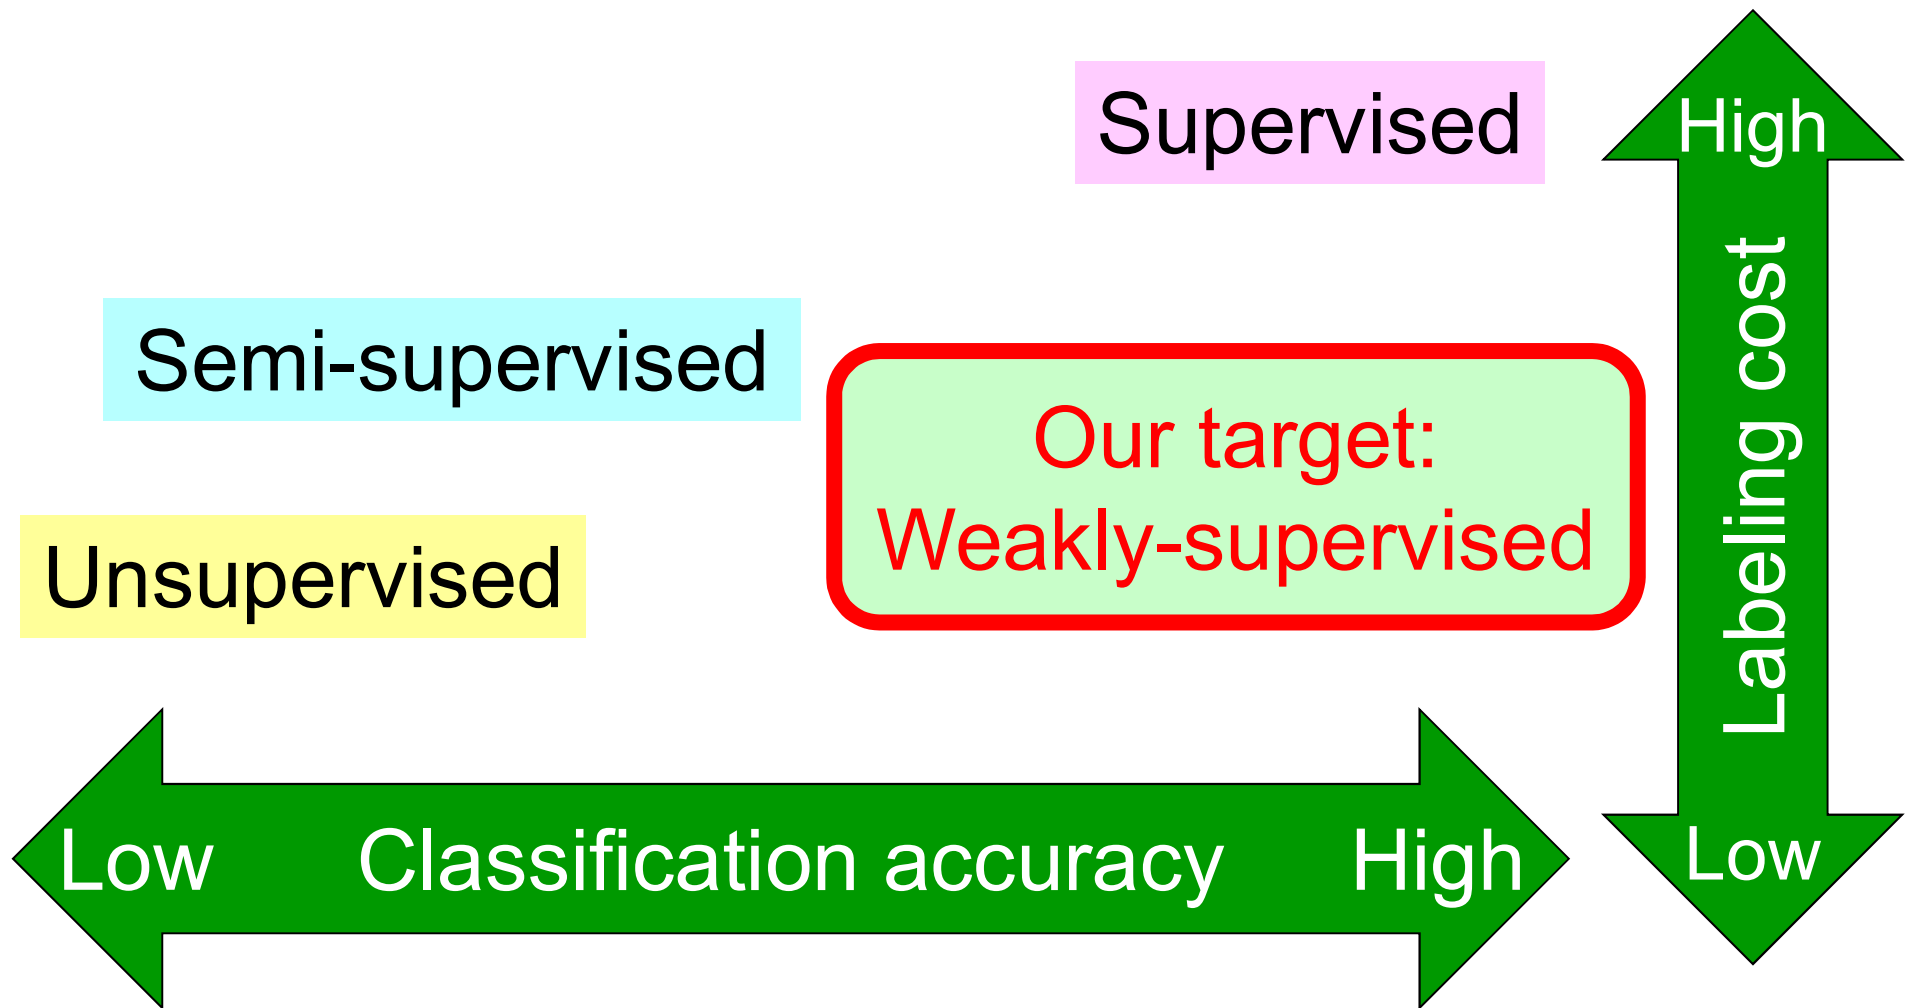 Supervised
High
Semi-supervised
Our target:
Weakly-supervised
Labeling cost
Unsupervised
Low Classification accuracy High
Low